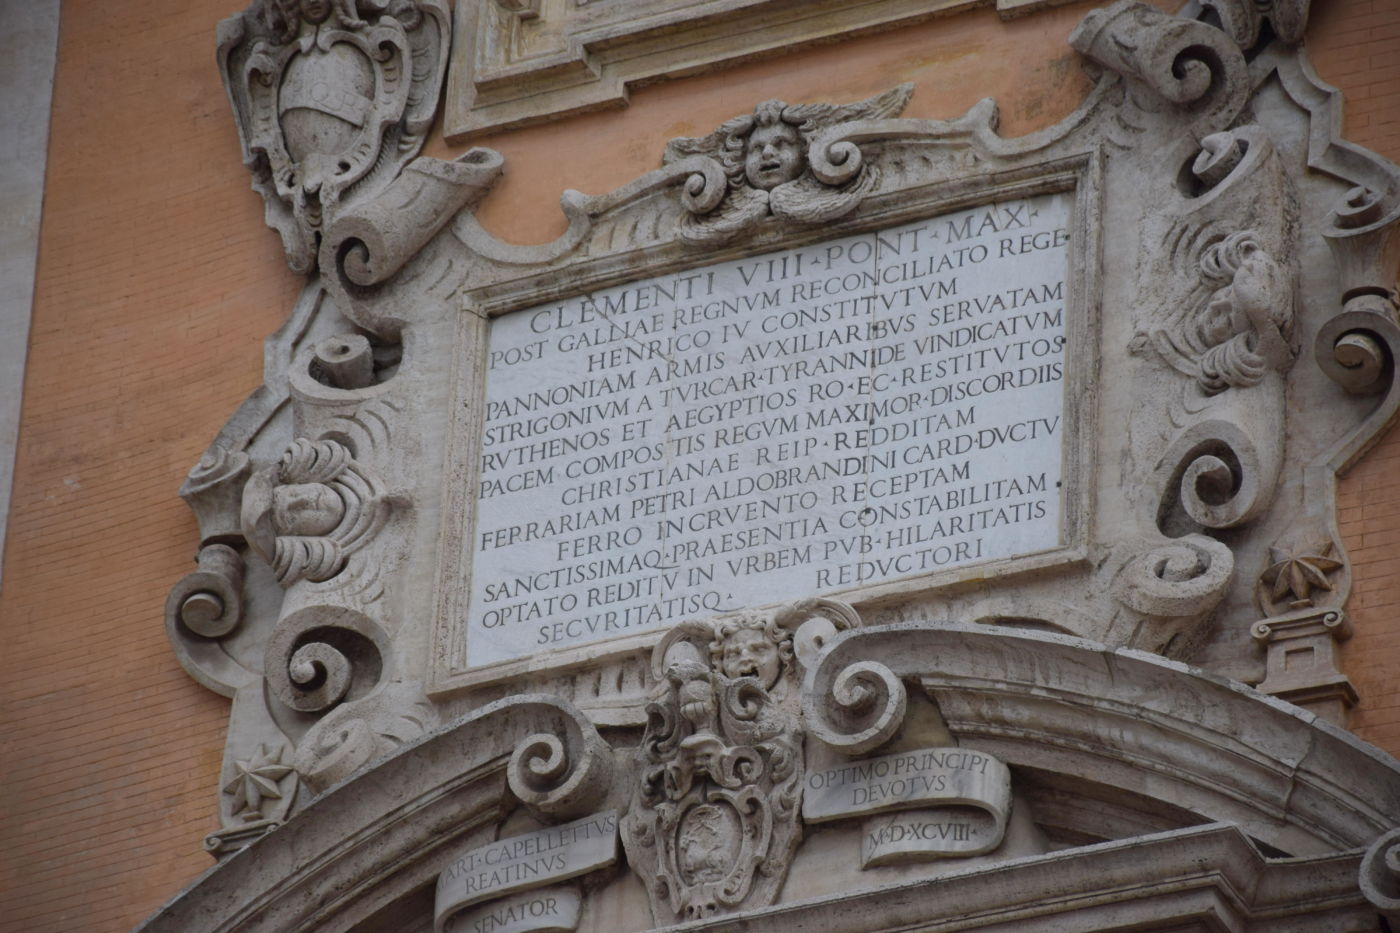 CLEMENTI VIII·PONT·MAX·
POST GALLIAE REGNVM RECONCILIATO REGE
HENRICO IV CONSTITVTVM
PANNONIAM ARMIS AVXILIARIBVS SERVATAM
STRIGONIVM A TVRCAR·TYRANNIDE VINDICATVM
RVTHENOS ET AEGYPTIOS RO·EC·RESTITVTOS
PACEM COMPOSTIS REGVM MAXIMOR·DISCORDIIS
CHRISTIANAE REIP·REDDITAM
FERRARIAM PETRI ALDOBRANDINI CARD·DVCTV
FERRO INCRVENTO RECEPTAM
SANCTISSIMAQ·PRAESENTIA CONSTABILITAM
OPTATO REDITV IN VRBEM PVB·HILARITATIS
SECVRITATISQ· REDVCTORI
OPTIMO PRINCIPI
DEVOTVS
M·D·XCVIII·
ART·CAPELLETTVS
REATINVS
SENATOR